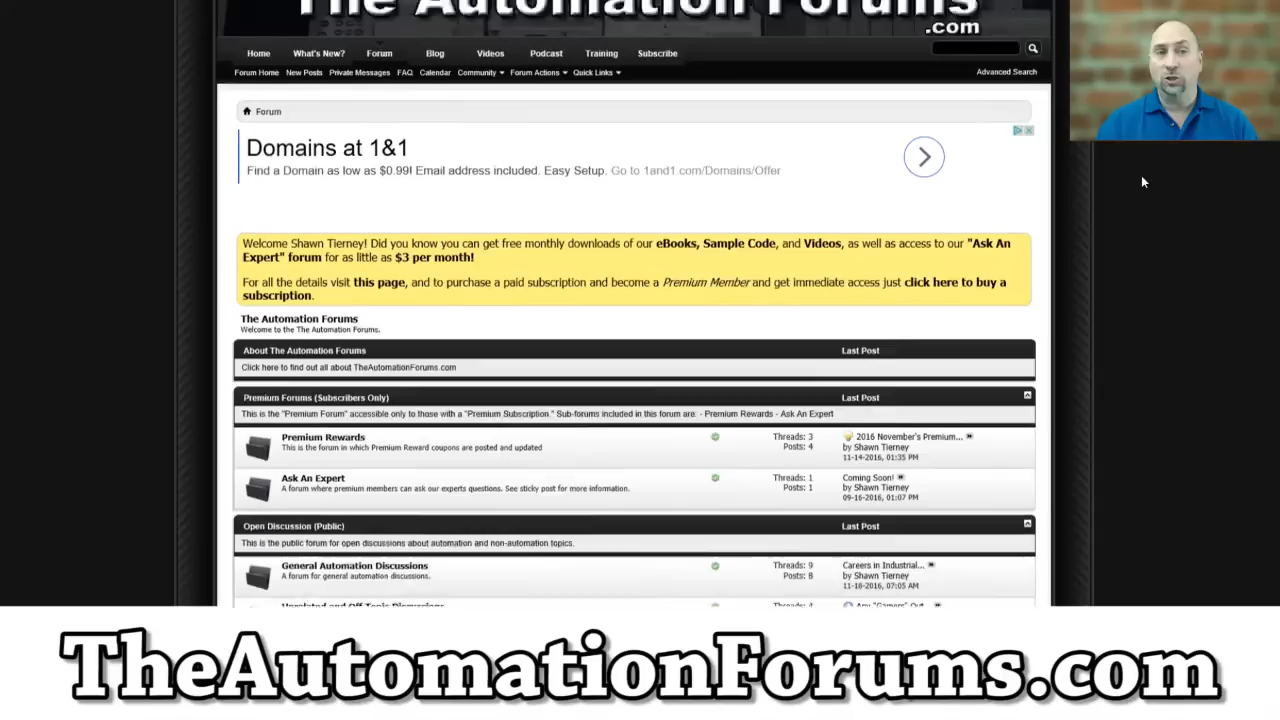 The Automation Forums
.com
Home What's New? Forum Blog Videos Podcast Training Subscribe
Forum Home New Posts Private Messages FAQ Calendar Community Forum Actions Quick Links Advanced Search
Forum
Domains at 1&1
Find a Domain as low as $0.99! Email address included. Easy Setup. Go to 1and1.com/Domains/Offer
Welcome Shawn Tierney! Did you know you can get free monthly downloads of our eBooks, Sample Code, and Videos, as well as access to our "Ask An
Expert" forum for as little as $3 per month!
For all the details visit this page, and to purchase a paid subscription and become a Premium Member and get immediate access just click here to buy a
subscription.
The Automation Forums
Welcome to the The Automation Forums.
About The Automation Forums Last Post
Click here to find out all about TheAutomationForums.com
Premium Forums (Subscribers Only) Last Post
This is the "Premium Forum" accessible only to those with a "Premium Subscription." Sub-forums included in this forum are: - Premium Rewards - Ask An Expert
Premium Rewards Threads: 3 2016 November's Premium...
This is the forum in which Premium Reward coupons are posted and updated Posts: 4 by Shawn Tierney
11-14-2016, 01:35 PM
Ask An Expert Threads: 1 Coming Soon!
A forum where premium members can ask our experts questions. See sticky post for more information. Posts: 1 by Shawn Tierney
09-16-2016, 01:07 PM
Open Discussion (Public) Last Post
This is the public forum for open discussions about automation and non-automation topics.
General Automation Discussions Threads: 9 Careers in Industrial...
A forum for general automation discussions. Posts: 8 by Shawn Tierney
11-16-2016, 07:05 AM
Unrelated and Off Topic Discussions Any "Gamers" Out
TheAutomationForums.com